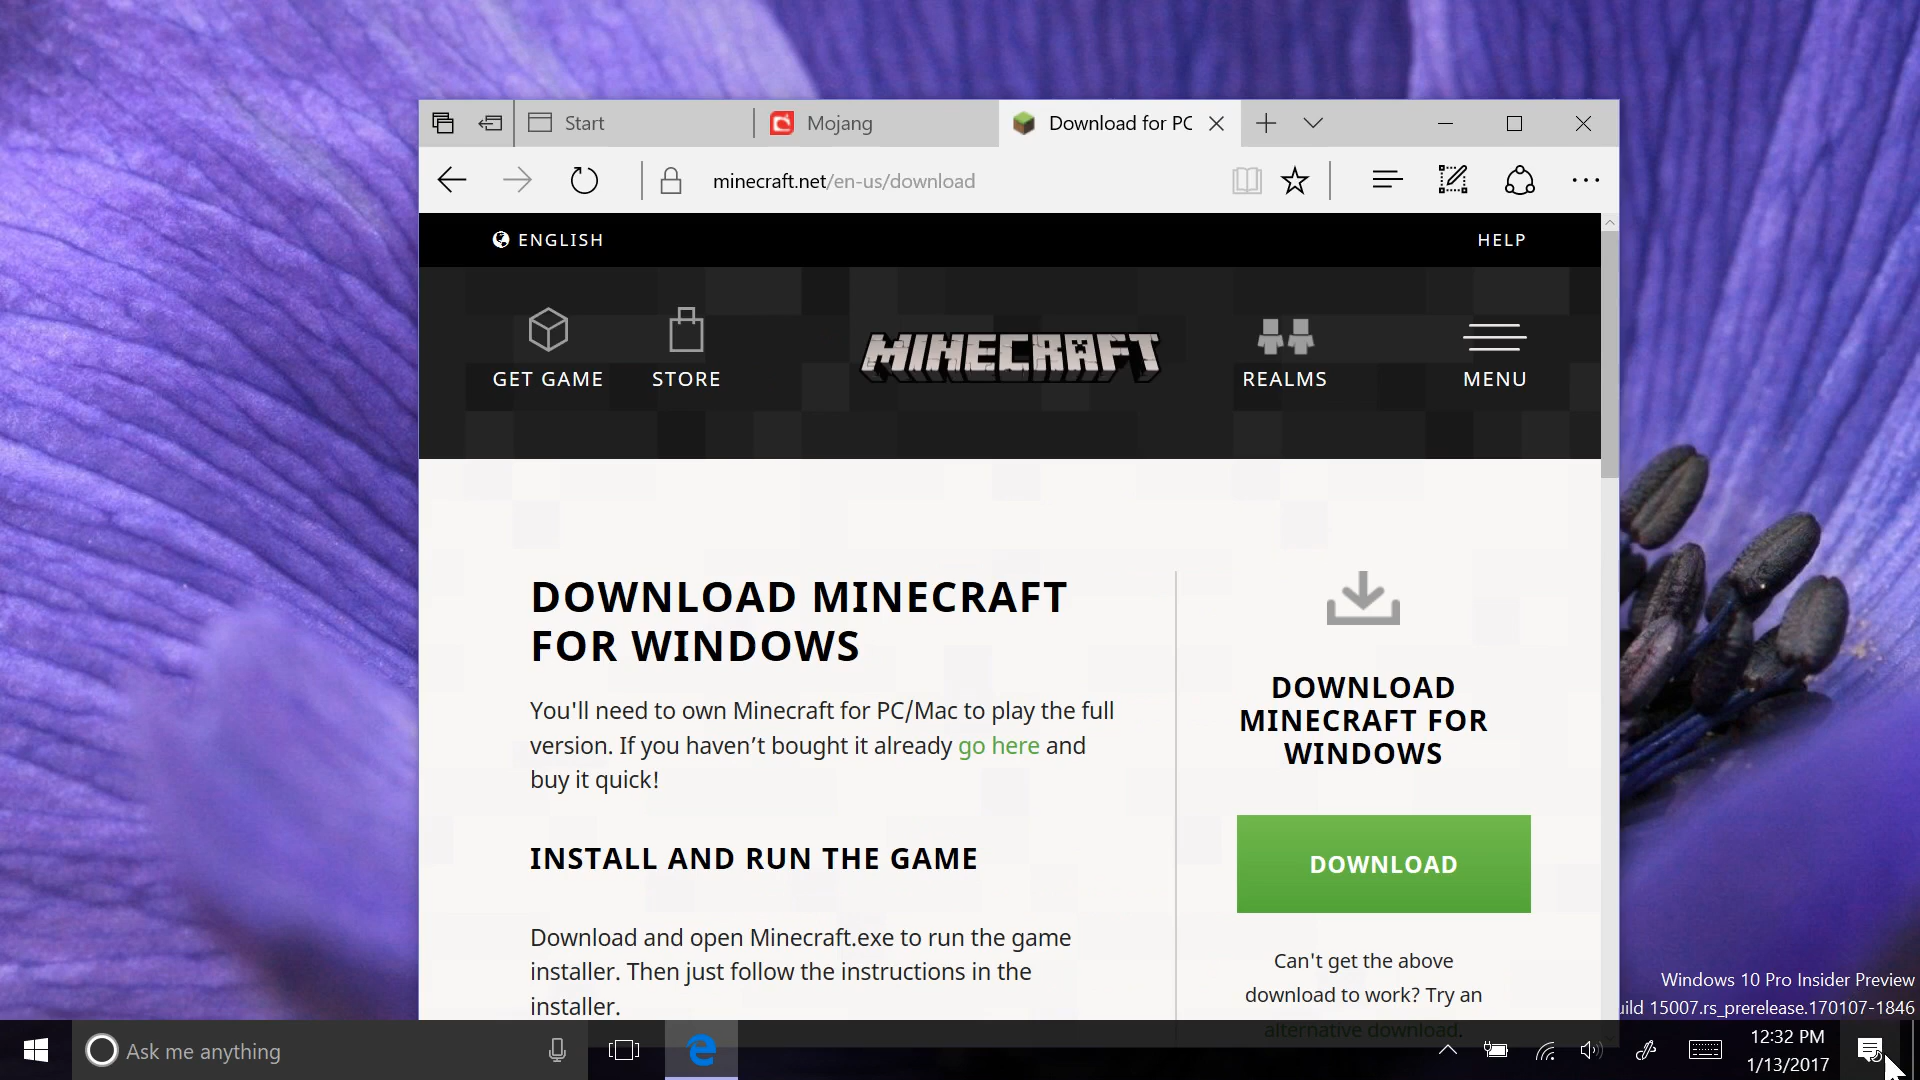 Start
Mojang
Download for PC
minecraft.net/en-us/download
ENGLISH
HELP
GET GAME
STORE
MINECRAFT
REALMS
MENU
DOWNLOAD MINECRAFT
FOR WINDOWS
You'll need to own Minecraft for PC/Mac to play the full
version. If you haven’t bought it already go here and
buy it quick!
INSTALL AND RUN THE GAME
Download and open Minecraft.exe to run the game
installer. Then just follow the instructions in the
installer.
DOWNLOAD
MINECRAFT FOR
WINDOWS
DOWNLOAD
Can't get the above
download to work? Try an
alternative download.
Windows 10 Pro Insider Preview
uild 15007.rs_prerelease.170107-1846
Ask me anything
12:32 PM
1/13/2017